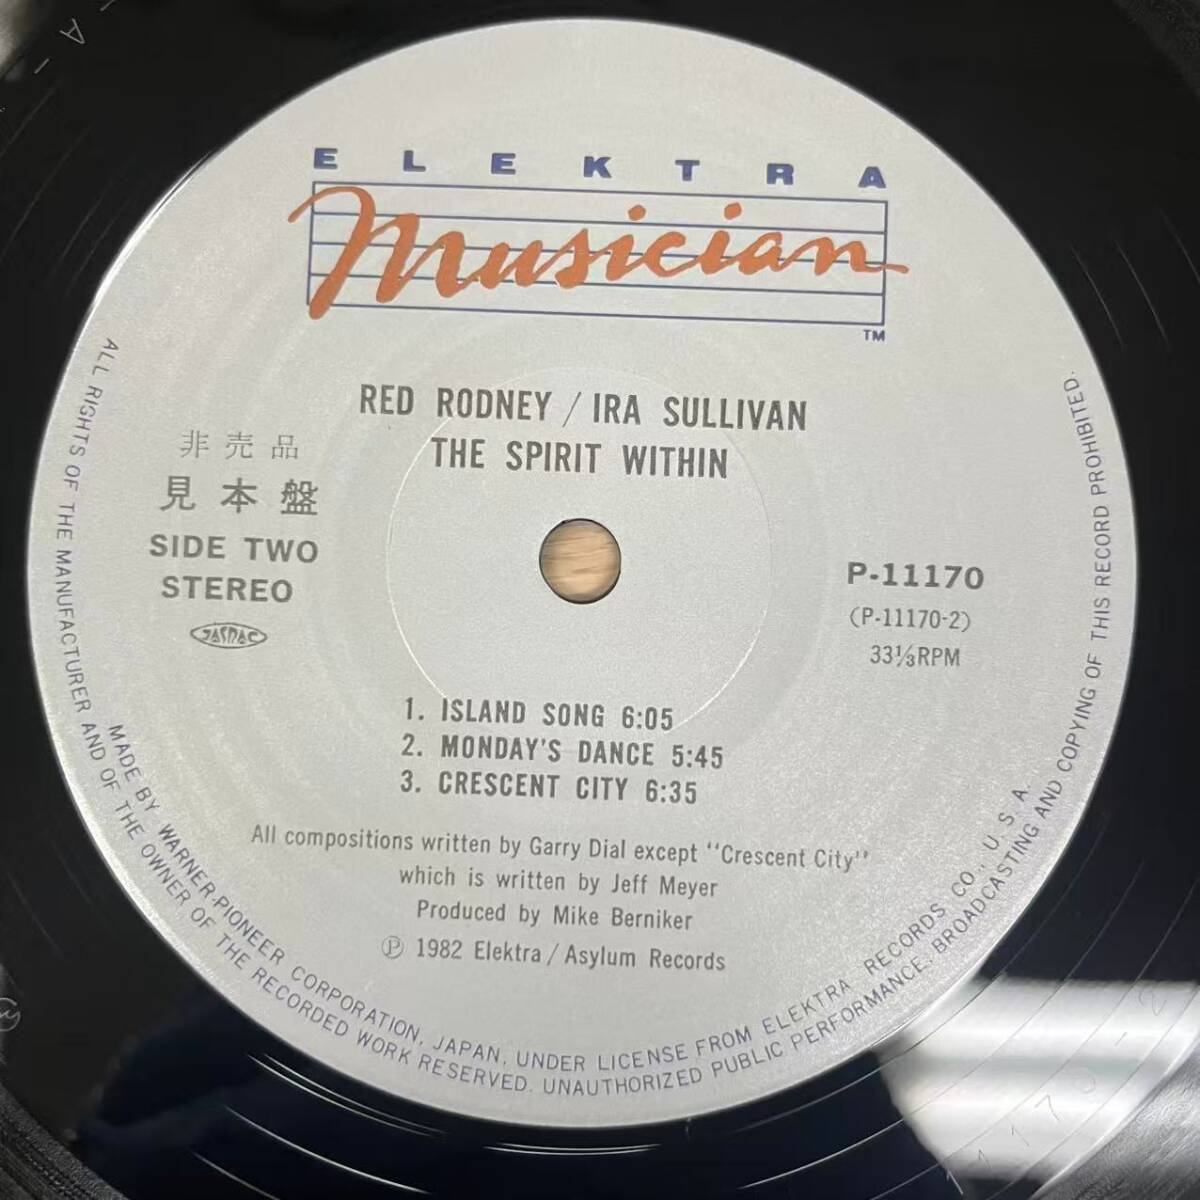 ELEKTRA
Musician
TM
RED RODNEY / IRA SULLIVAN
THE SPIRIT WITHIN
非売品
見本盤
SIDE TWO
STEREO
JASRAC
P-11170
(P-11170-2)
33⅓RPM
1. ISLAND SONG 6:05
2. MONDAY'S DANCE 5:45
3. CRESCENT CITY 6:35
All compositions written by Garry Dial except "Crescent City"
which is written by Jeff Meyer
Produced by Mike Berniker
Ⓟ 1982 Elektra / Asylum Records
MADE BY WARNER-PIONEER CORPORATION, JAPAN, UNDER LICENSE FROM ELEKTRA RECORDS CO., U. S. A.
ALL RIGHTS OF THE MANUFACTURER AND OF THE OWNER OF THE RECORDED WORK RESERVED. UNAUTHORIZED PUBLIC PERFORMANCE, BROADCASTING AND COPYING OF THIS RECORD PROHIBITED.